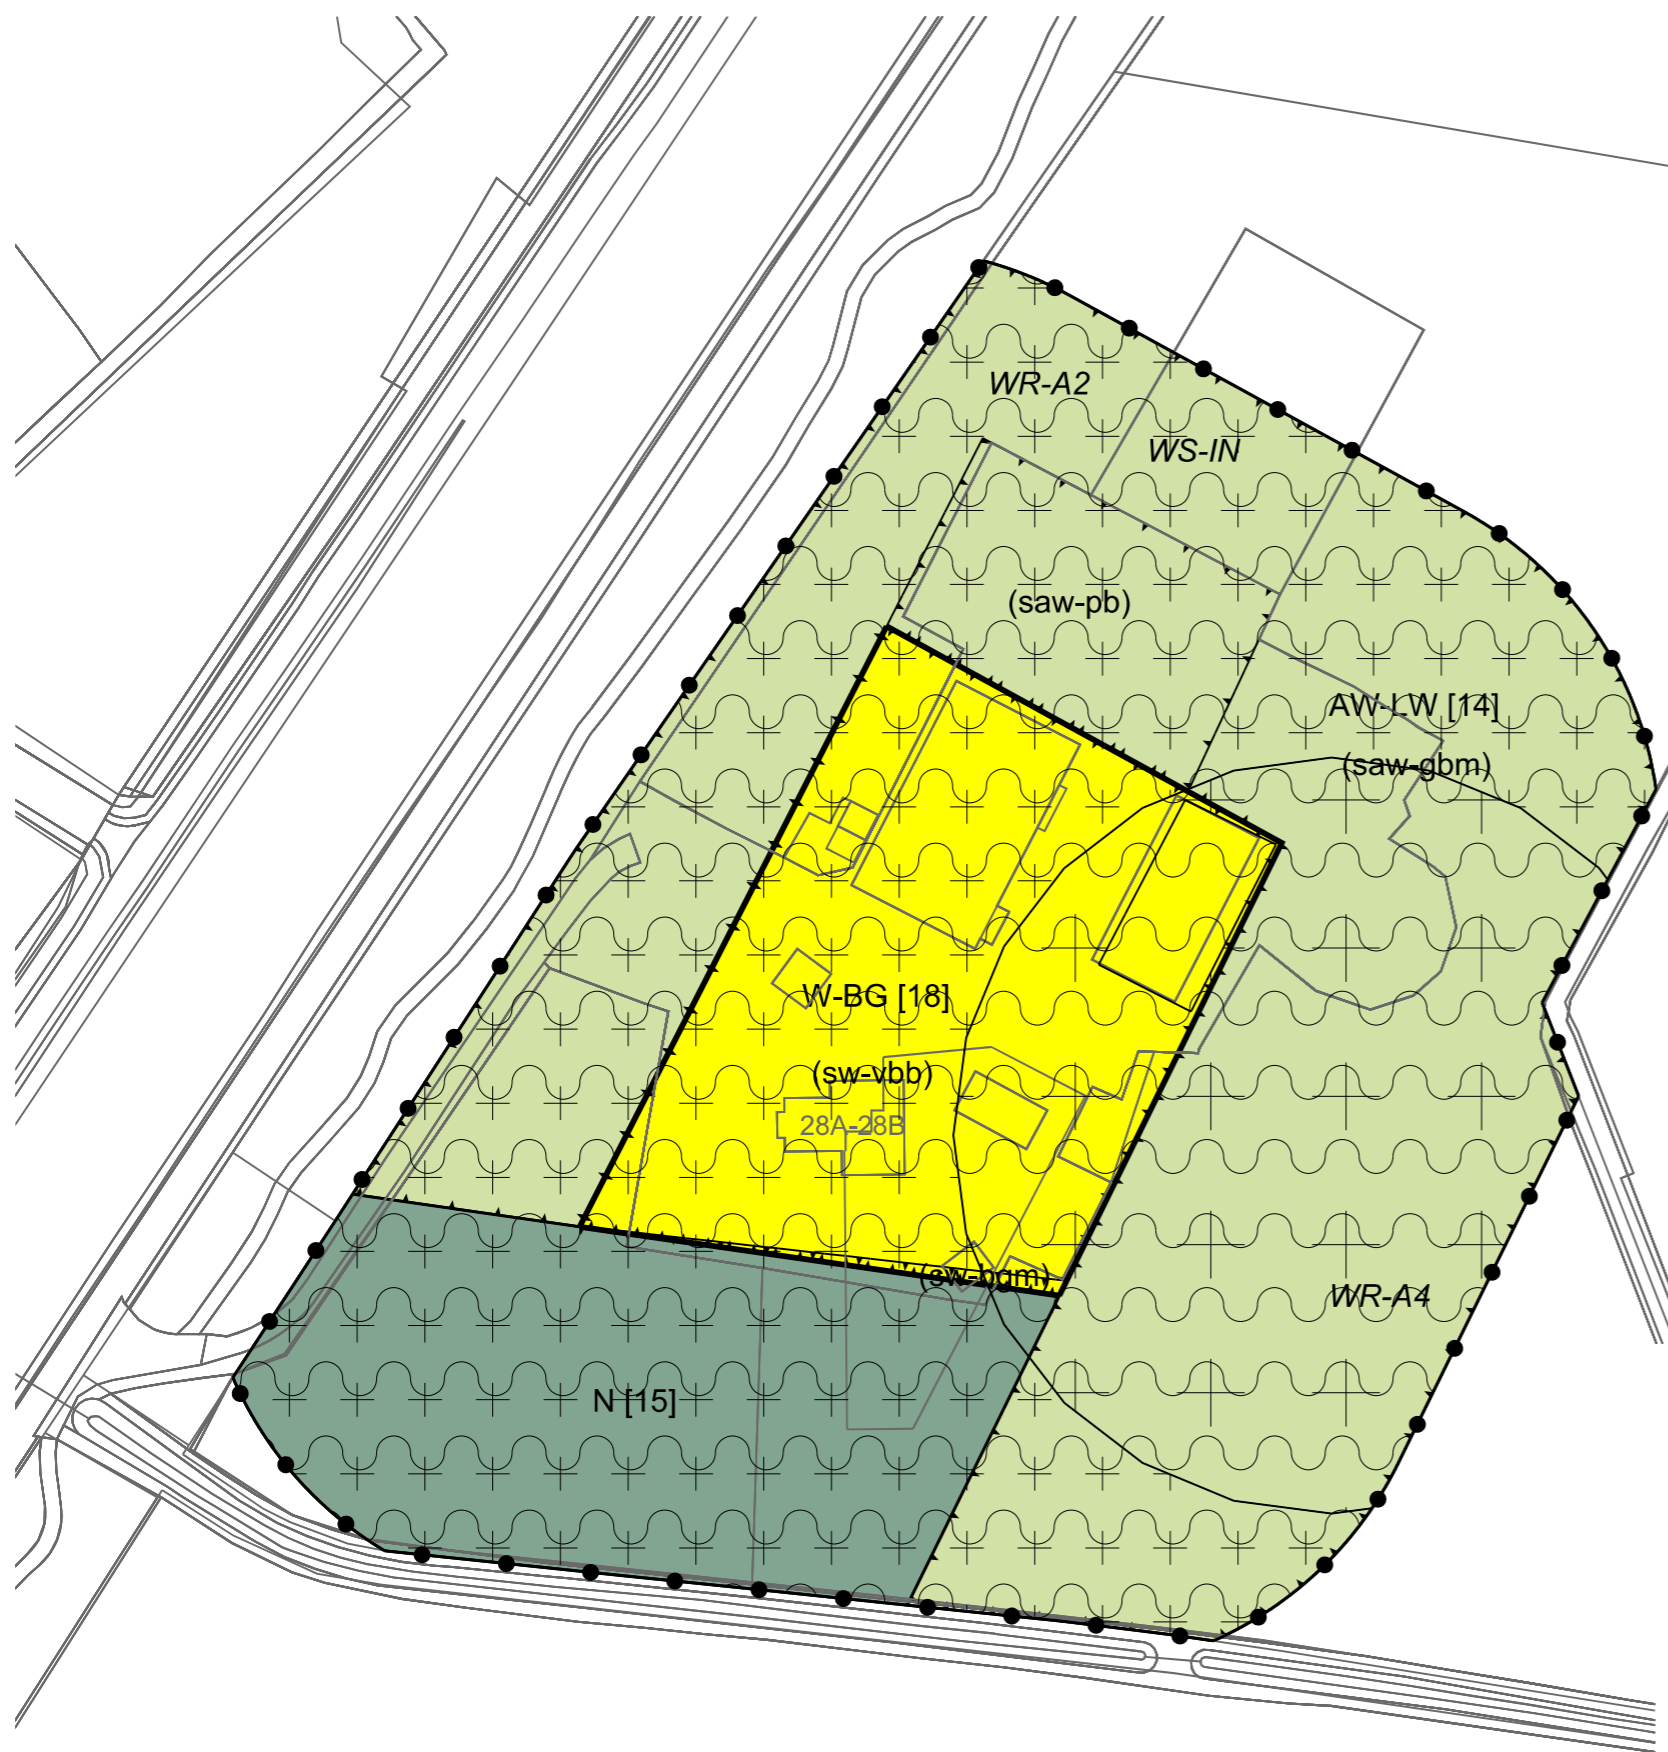 WR-A2
WS-IN
(saw-pb)
AW-LW [14]
(saw-gbm)
W-BG [18]
(sw-vbb)
28A-28B
(sw-bgm)
WR-A4
N [15]